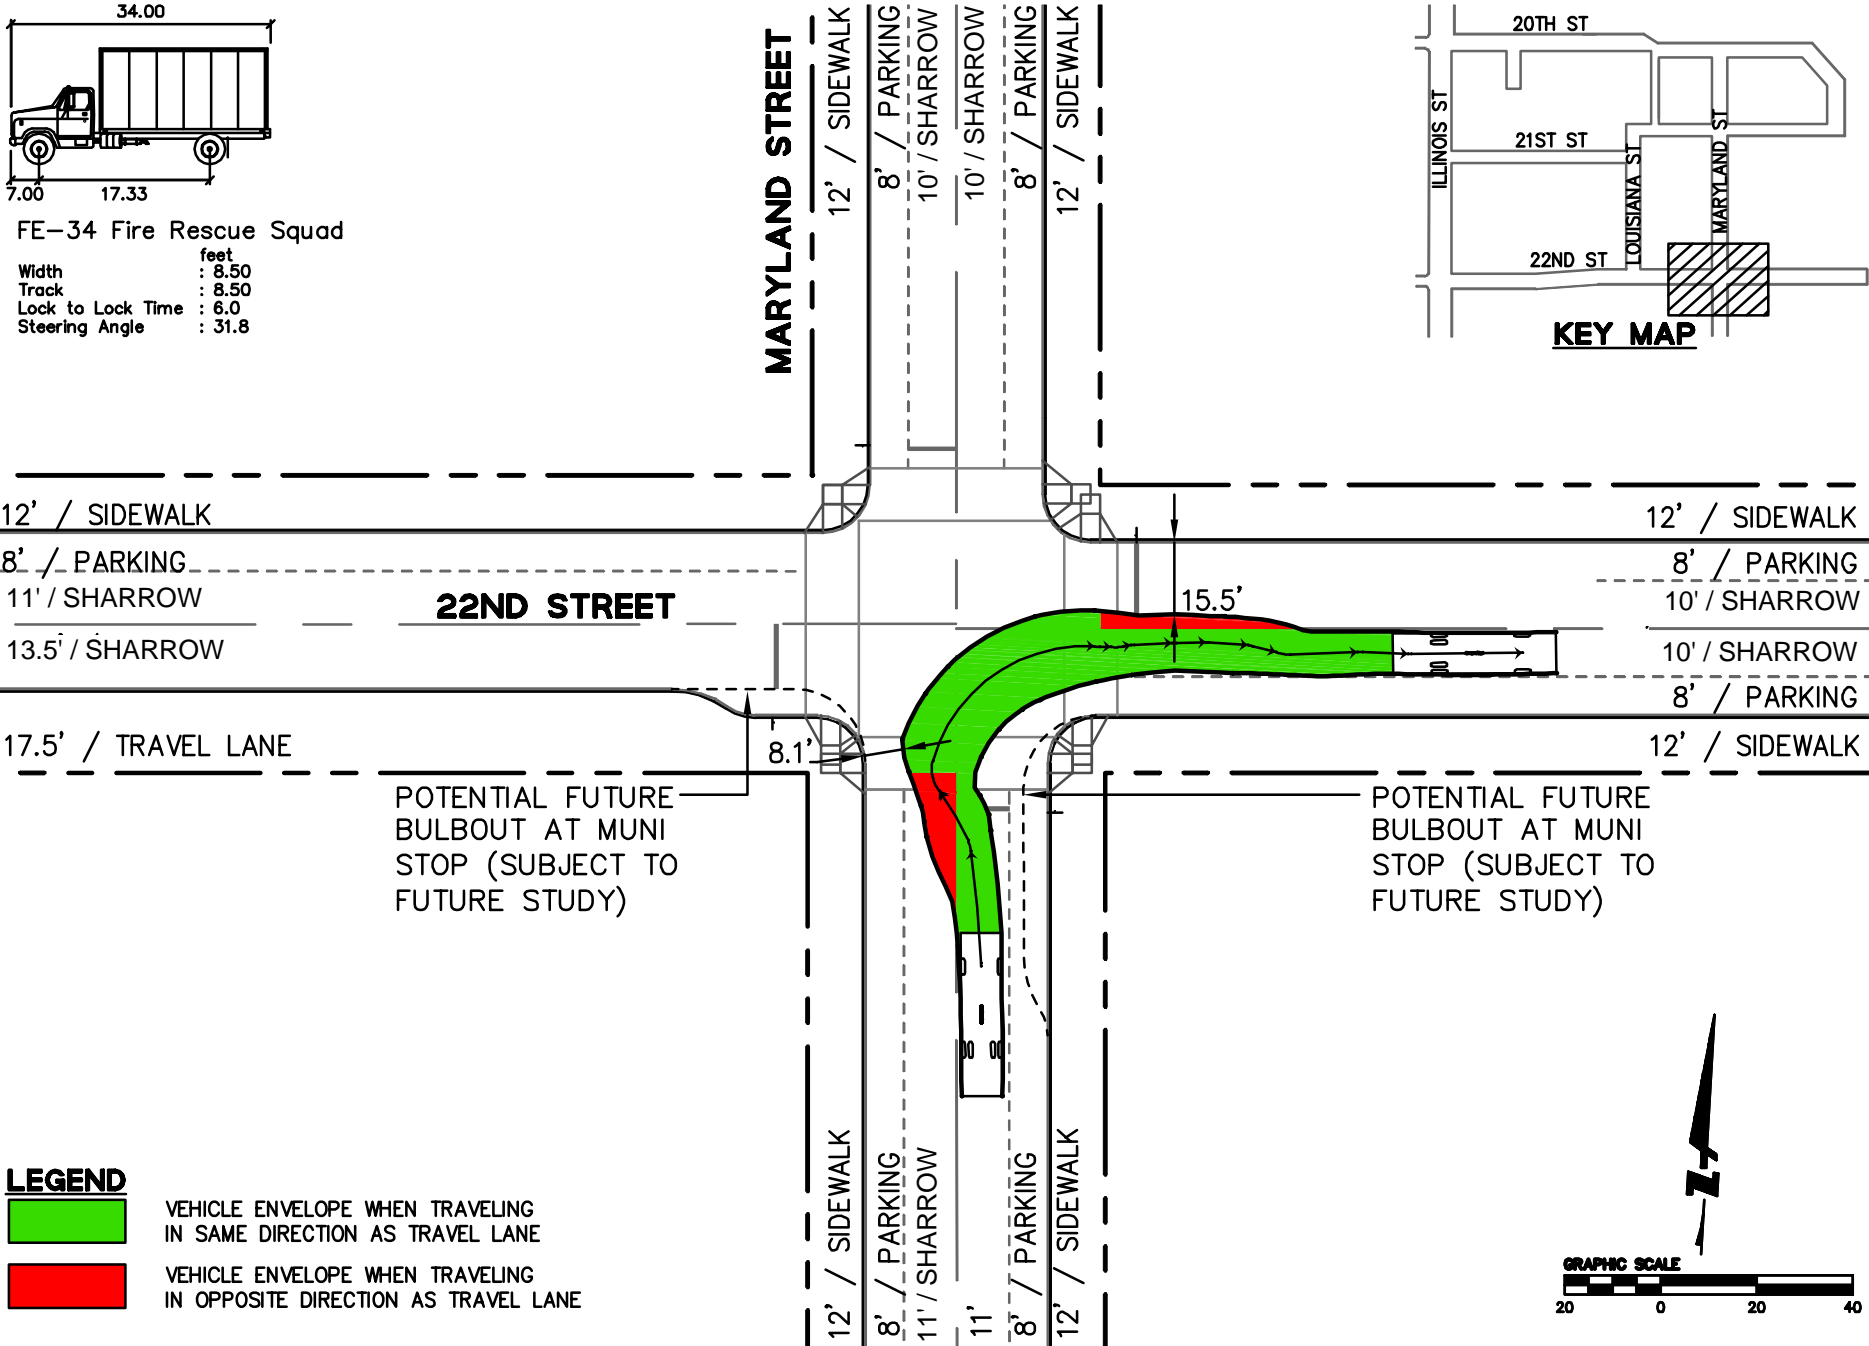 34.00
7.00
17.33
FE-34 Fire Rescue Squad
feet
Width : 8.50
Track : 8.50
Lock to Lock Time : 6.0
Steering Angle : 31.8
MARYLAND STREET
12' / SIDEWALK
8' / PARKING
10' / SHARROW
10' / SHARROW
8' / PARKING
12' / SIDEWALK
20TH ST
ILLINOIS ST
21ST ST
LOUISIANA ST
MARYLAND ST
22ND ST
KEY MAP
12' / SIDEWALK
8' / PARKING
11' / SHARROW
22ND STREET
13.5' / SHARROW
17.5' / TRAVEL LANE
12' / SIDEWALK
8' / PARKING
10' / SHARROW
10' / SHARROW
8' / PARKING
12' / SIDEWALK
15.5'
8.1'
POTENTIAL FUTURE
BULBOUT AT MUNI
STOP (SUBJECT TO
FUTURE STUDY)
POTENTIAL FUTURE
BULBOUT AT MUNI
STOP (SUBJECT TO
FUTURE STUDY)
12' / SIDEWALK
8' / PARKING
11' / SHARROW
11'
8' / PARKING
12' / SIDEWALK
LEGEND
VEHICLE ENVELOPE WHEN TRAVELING
IN SAME DIRECTION AS TRAVEL LANE
VEHICLE ENVELOPE WHEN TRAVELING
IN OPPOSITE DIRECTION AS TRAVEL LANE
N
GRAPHIC SCALE
20 0 20 40